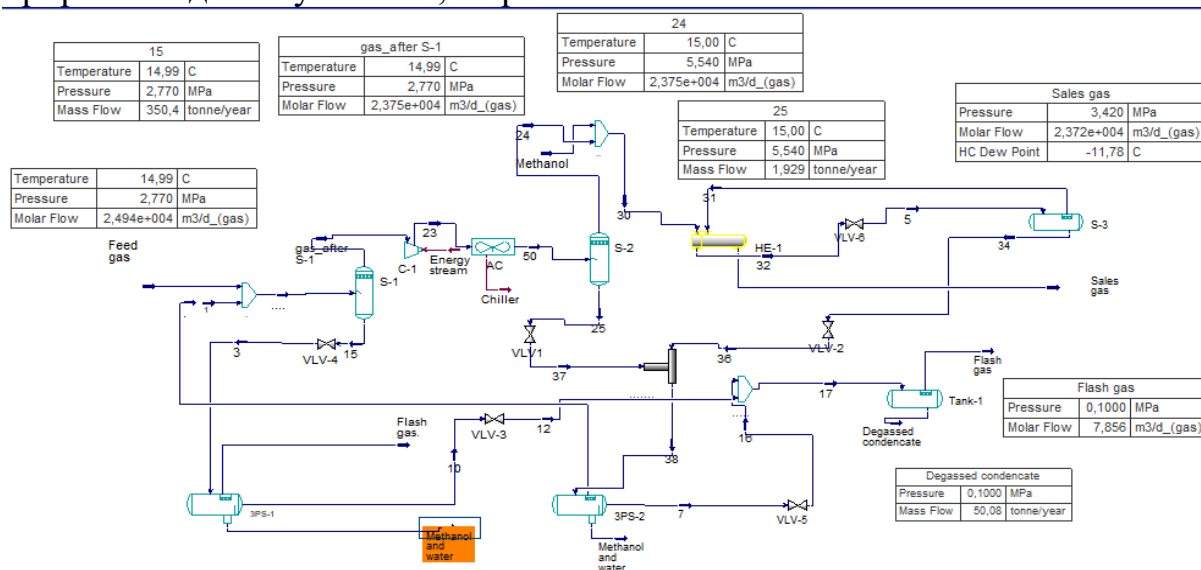 24
Temperature 15,00 C
Pressure 5,540 MPa
Molar Flow 2,375e+004 m3/d_(gas)
15
Temperature 14,99 C
Pressure 2,770 MPa
Mass Flow 350,4 tonne/year
gas_after S-1
Temperature 14,99 C
Pressure 2,770 MPa
Molar Flow 2,375e+004 m3/d_(gas)
25
Temperature 15,00 C
Pressure 5,540 MPa
Mass Flow 1,929 tonne/year
Sales gas
Pressure 3,420 MPa
Molar Flow 2,372e+004 m3/d_(gas)
HC Dew Point -11,78 C
Temperature 14,99 C
Pressure 2,770 MPa
Molar Flow 2,494e+004 m3/d_(gas)
24
Methanol
31
30
5
VLV-6
S-3
34
Feed
gas
gas_after
S-1
23
C-1
Energy
stream
AC
50
S-2
HE-1
32
Chiller
Sales
gas
S-1
1
3
VLV-4
15
25
VLV1
37
36
VLV-2
Flash
gas
17
Tank-1
Degassed
condencate
Flash gas
Pressure 0,1000 MPa
Molar Flow 7,856 m3/d_(gas)
Flash
gas.
VLV-3
12
16
10
38
3PS-1
3PS-2
7
VLV-5
Methanol
and
water
Methanol
and
water
Degassed condencate
Pressure 0,1000 MPa
Mass Flow 50,08 tonne/year